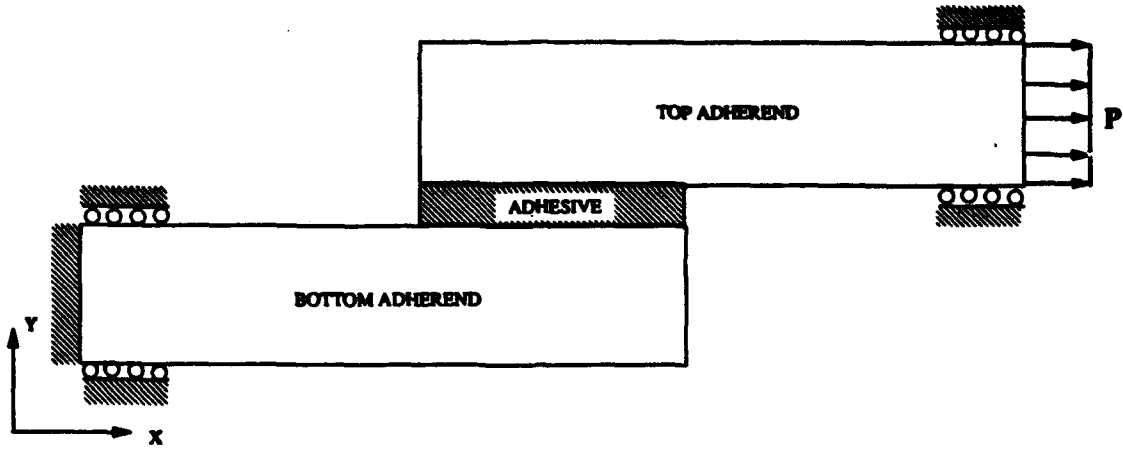 TOP ADHEREND
P
ADHESIVE
BOTTOM ADHEREND
Y
X